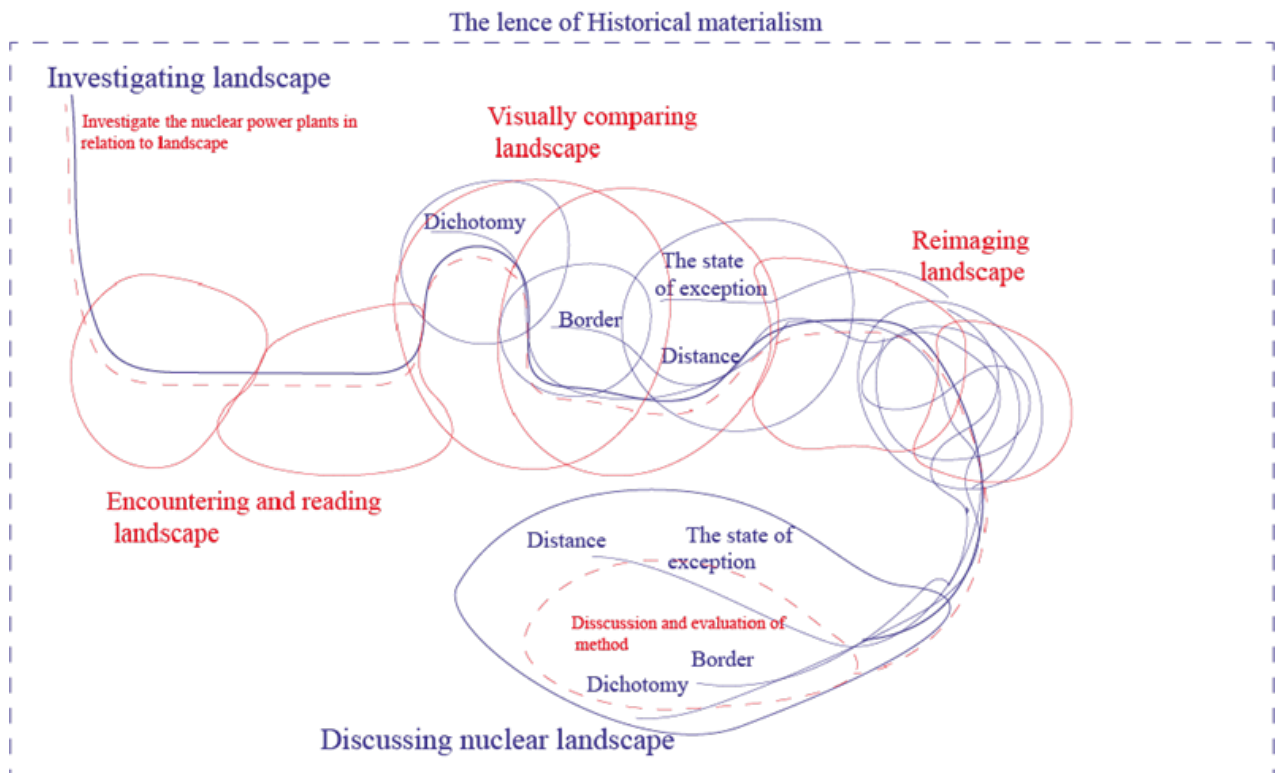 The lence of Historical materialism
Investigating landscape
Investigate the nuclear power plants in
relation to landscape
Visually comparing
landscape
Dichotomy
The state
of exception
Reimaging
landscape
Border
Distance
Encountering and reading
landscape
Distance
The state of
exception
Disscussion and evaluation of
method
Border
Dichotomy
Discussing nuclear landscape